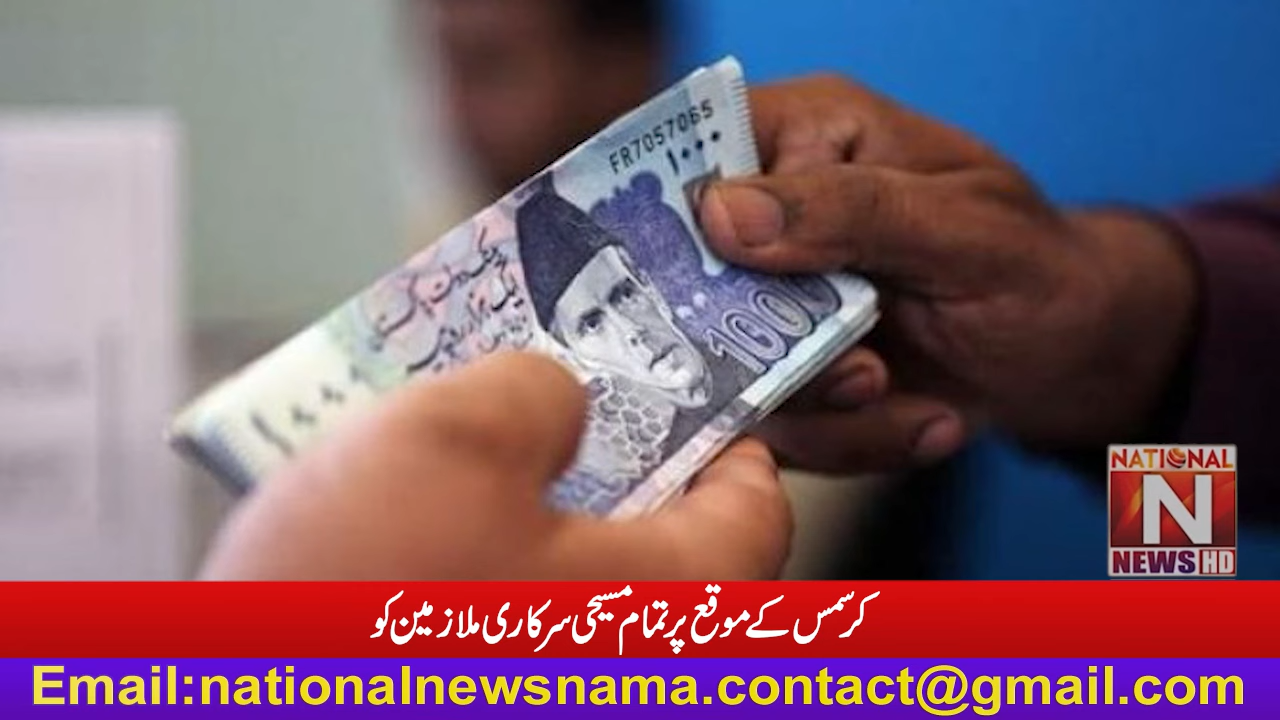 FR7057065
۱۰۰۰
1000
NATIONAL
N
NEWS HD
کرسمس کے موقع پر تمام مسیحی سرکاری ملازمین کو
Email:nationalnewsnama.contact@gmail.com